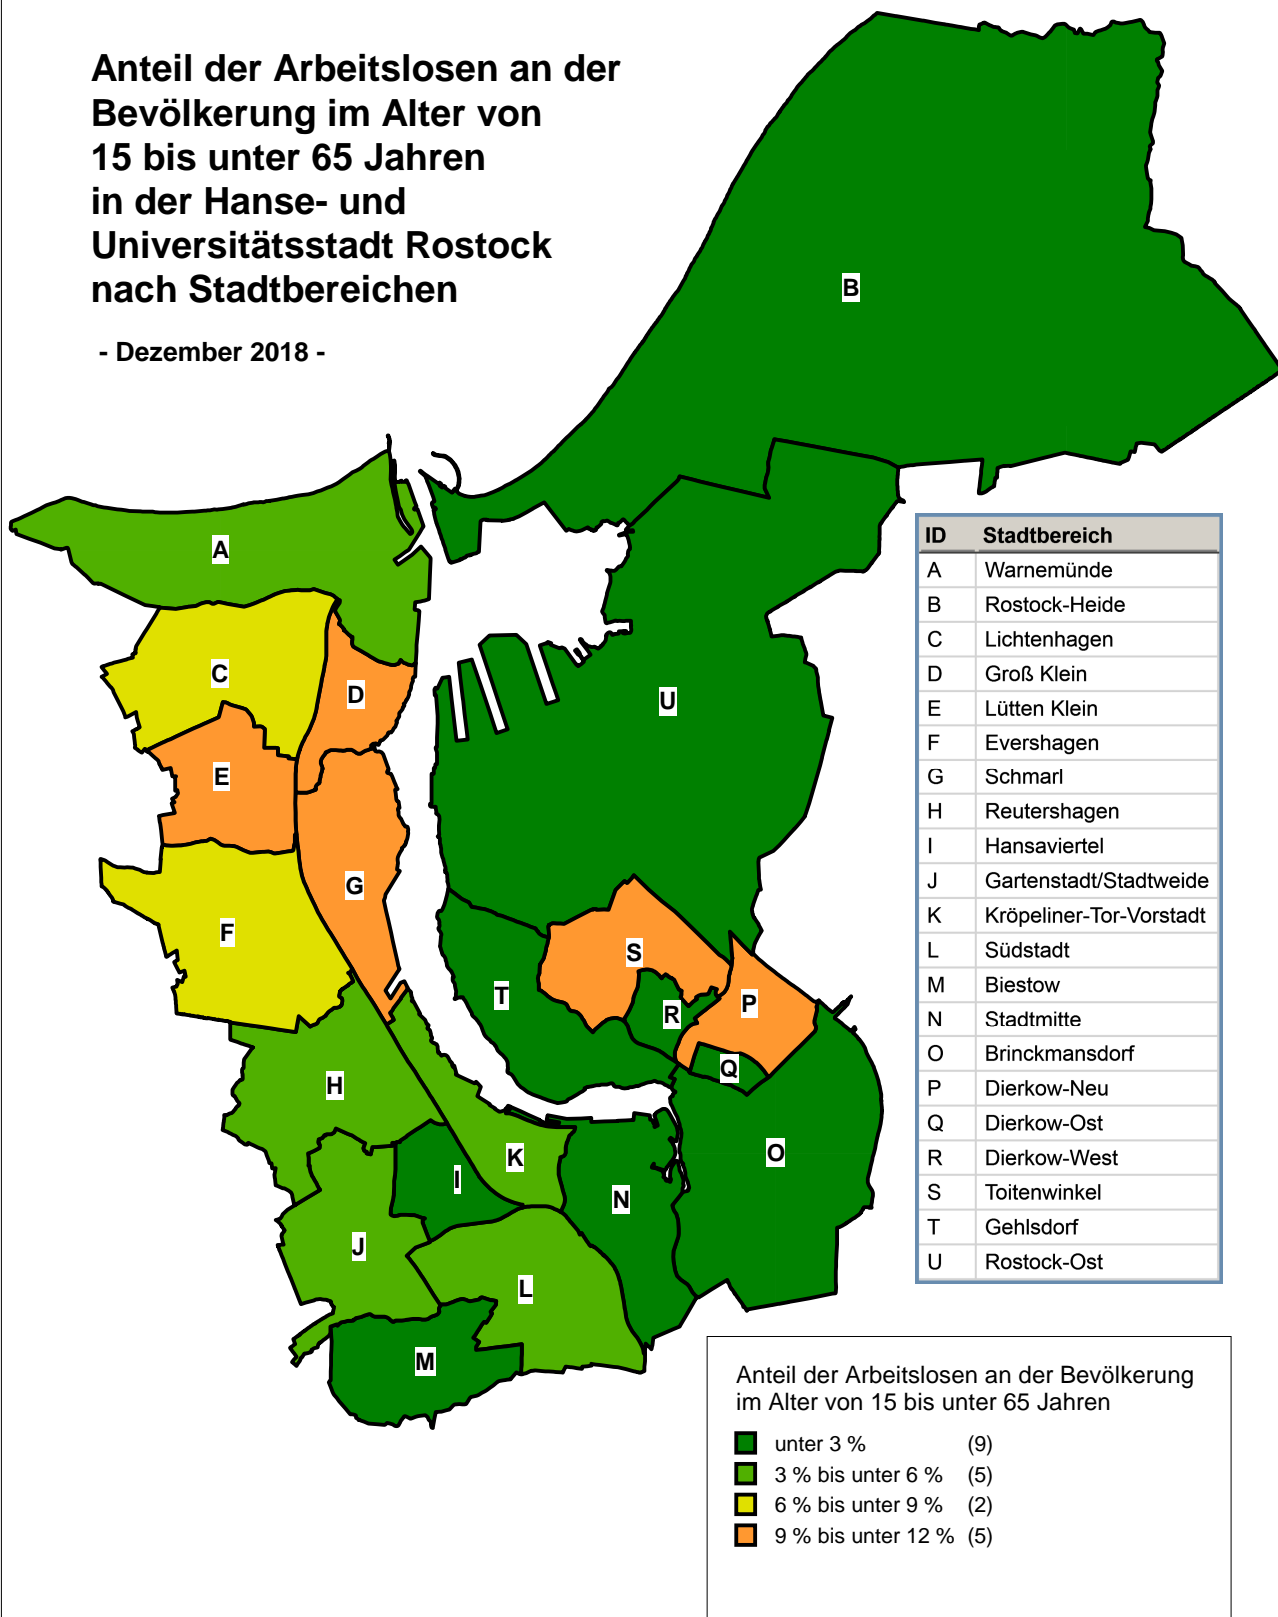 Anteil der Arbeitslosen an der
Bevölkerung im Alter von
15 bis unter 65 Jahren
in der Hanse- und
Universitätsstadt Rostock
nach Stadtbereichen
- Dezember 2018 -
B
A
C
D
U
E
G
F
S
T
R
P
Q
H
K
O
I
N
J
L
M
ID Stadtbereich
A Warnemünde
B Rostock-Heide
C Lichtenhagen
D Groß Klein
E Lütten Klein
F Evershagen
G Schmarl
H Reutershagen
I Hansaviertel
J Gartenstadt/Stadtweide
K Kröpeliner-Tor-Vorstadt
L Südstadt
M Biestow
N Stadtmitte
O Brinckmansdorf
P Dierkow-Neu
Q Dierkow-Ost
R Dierkow-West
S Toitenwinkel
T Gehlsdorf
U Rostock-Ost
Anteil der Arbeitslosen an der Bevölkerung
im Alter von 15 bis unter 65 Jahren
unter 3 % (9)
3 % bis unter 6 % (5)
6 % bis unter 9 % (2)
9 % bis unter 12 % (5)